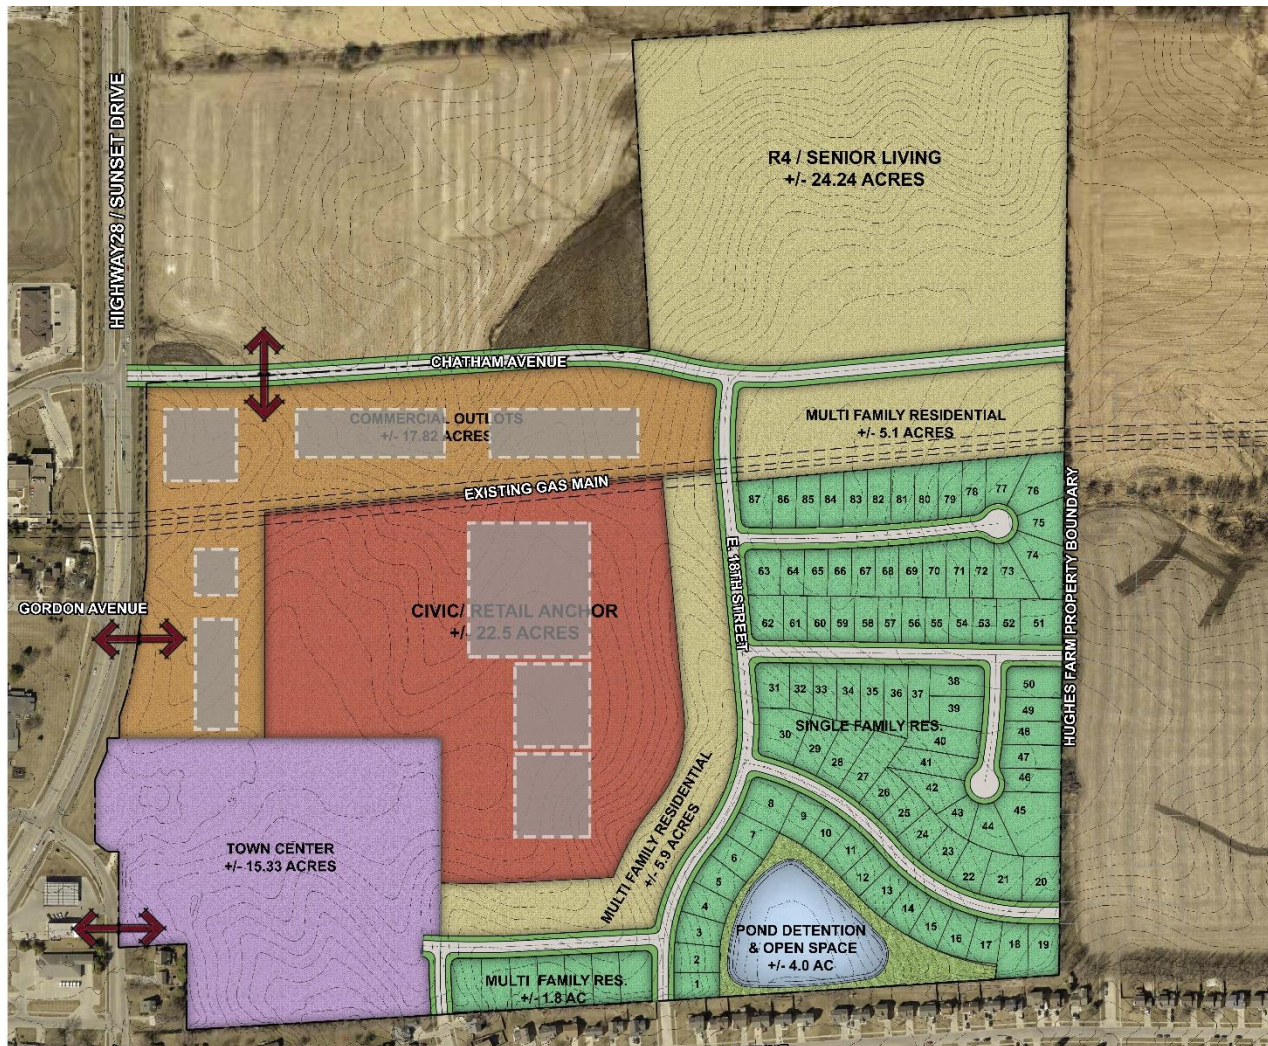 HIGHWAY28 / SUNSET DRIVE
R4 / SENIOR LIVING
+/- 24.24 ACRES
CHATHAM AVENUE
COMMERCIAL OUTLOTS
+/- 17.82 ACRES
MULTI FAMILY RESIDENTIAL
+/- 5.1 ACRES
EXISTING GAS MAIN
87 86 85 84 83 82 81 80 79 78 77 76
75
74
E. 18TH STREET
63 64 65 66 67 68 69 70 71 72 73
62 61 60 59 58 57 56 55 54 53 52 51
HUGHES FARM PROPERTY BOUNDARY
GORDON AVENUE
CIVIC/ RETAIL ANCHOR
+/- 22.5 ACRES
31 32 33 34 35 36 37 38
39
50
49
48
47
46
SINGLE FAMILY RES.
30 29 28 27 26 25 24 23 22 21 20
40
41
42
43
44
45
MULTI FAMILY RESIDENTIAL
+/- 5.9 ACRES
TOWN CENTER
+/- 15.33 ACRES
8 9 10 11 12 13 14 15 16 17 18 19
7
6
5
4
3
2
1
POND DETENTION
& OPEN SPACE
+/- 4.0 AC
MULTI FAMILY RES.
+/- 1.8 AC